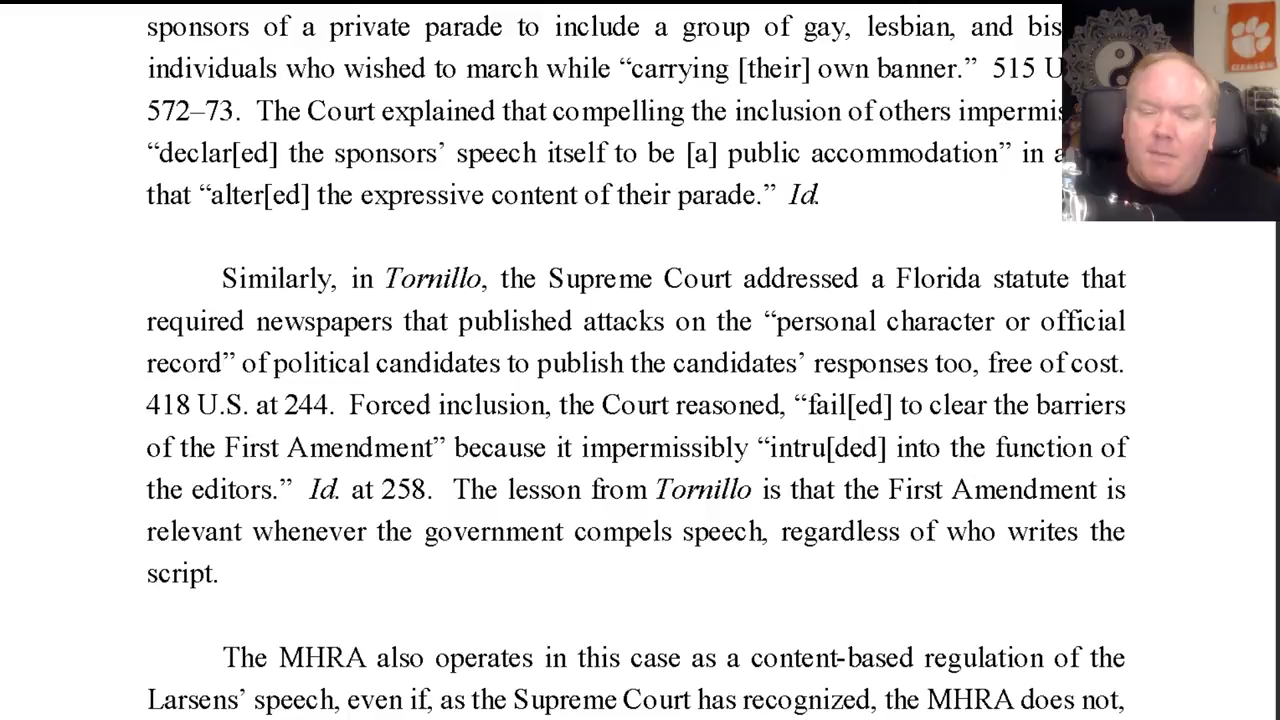 sponsors of a private parade to include a group of gay, lesbian, and bis
individuals who wished to march while “carrying [their] own banner.” 515 U
572–73. The Court explained that compelling the inclusion of others impermis
“declar[ed] the sponsors’ speech itself to be [a] public accommodation” in a
that “alter[ed] the expressive content of their parade.” Id.
Similarly, in Tornillo, the Supreme Court addressed a Florida statute that
required newspapers that published attacks on the “personal character or official
record” of political candidates to publish the candidates’ responses too, free of cost.
418 U.S. at 244. Forced inclusion, the Court reasoned, “fail[ed] to clear the barriers
of the First Amendment” because it impermissibly “intru[ded] into the function of
the editors.” Id. at 258. The lesson from Tornillo is that the First Amendment is
relevant whenever the government compels speech, regardless of who writes the
script.
The MHRA also operates in this case as a content-based regulation of the
Larsens’ speech, even if, as the Supreme Court has recognized, the MHRA does not,